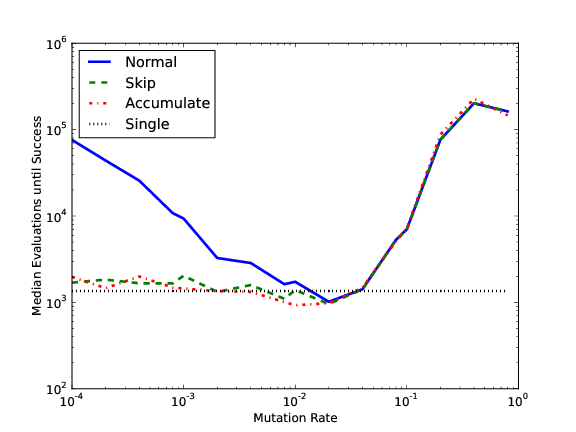 10^6
10^5
10^4
10^3
10^2
Median Evaluations until Success
Normal
Skip
Accumulate
Single
10^-4
10^-3
10^-2
10^-1
10^0
Mutation Rate